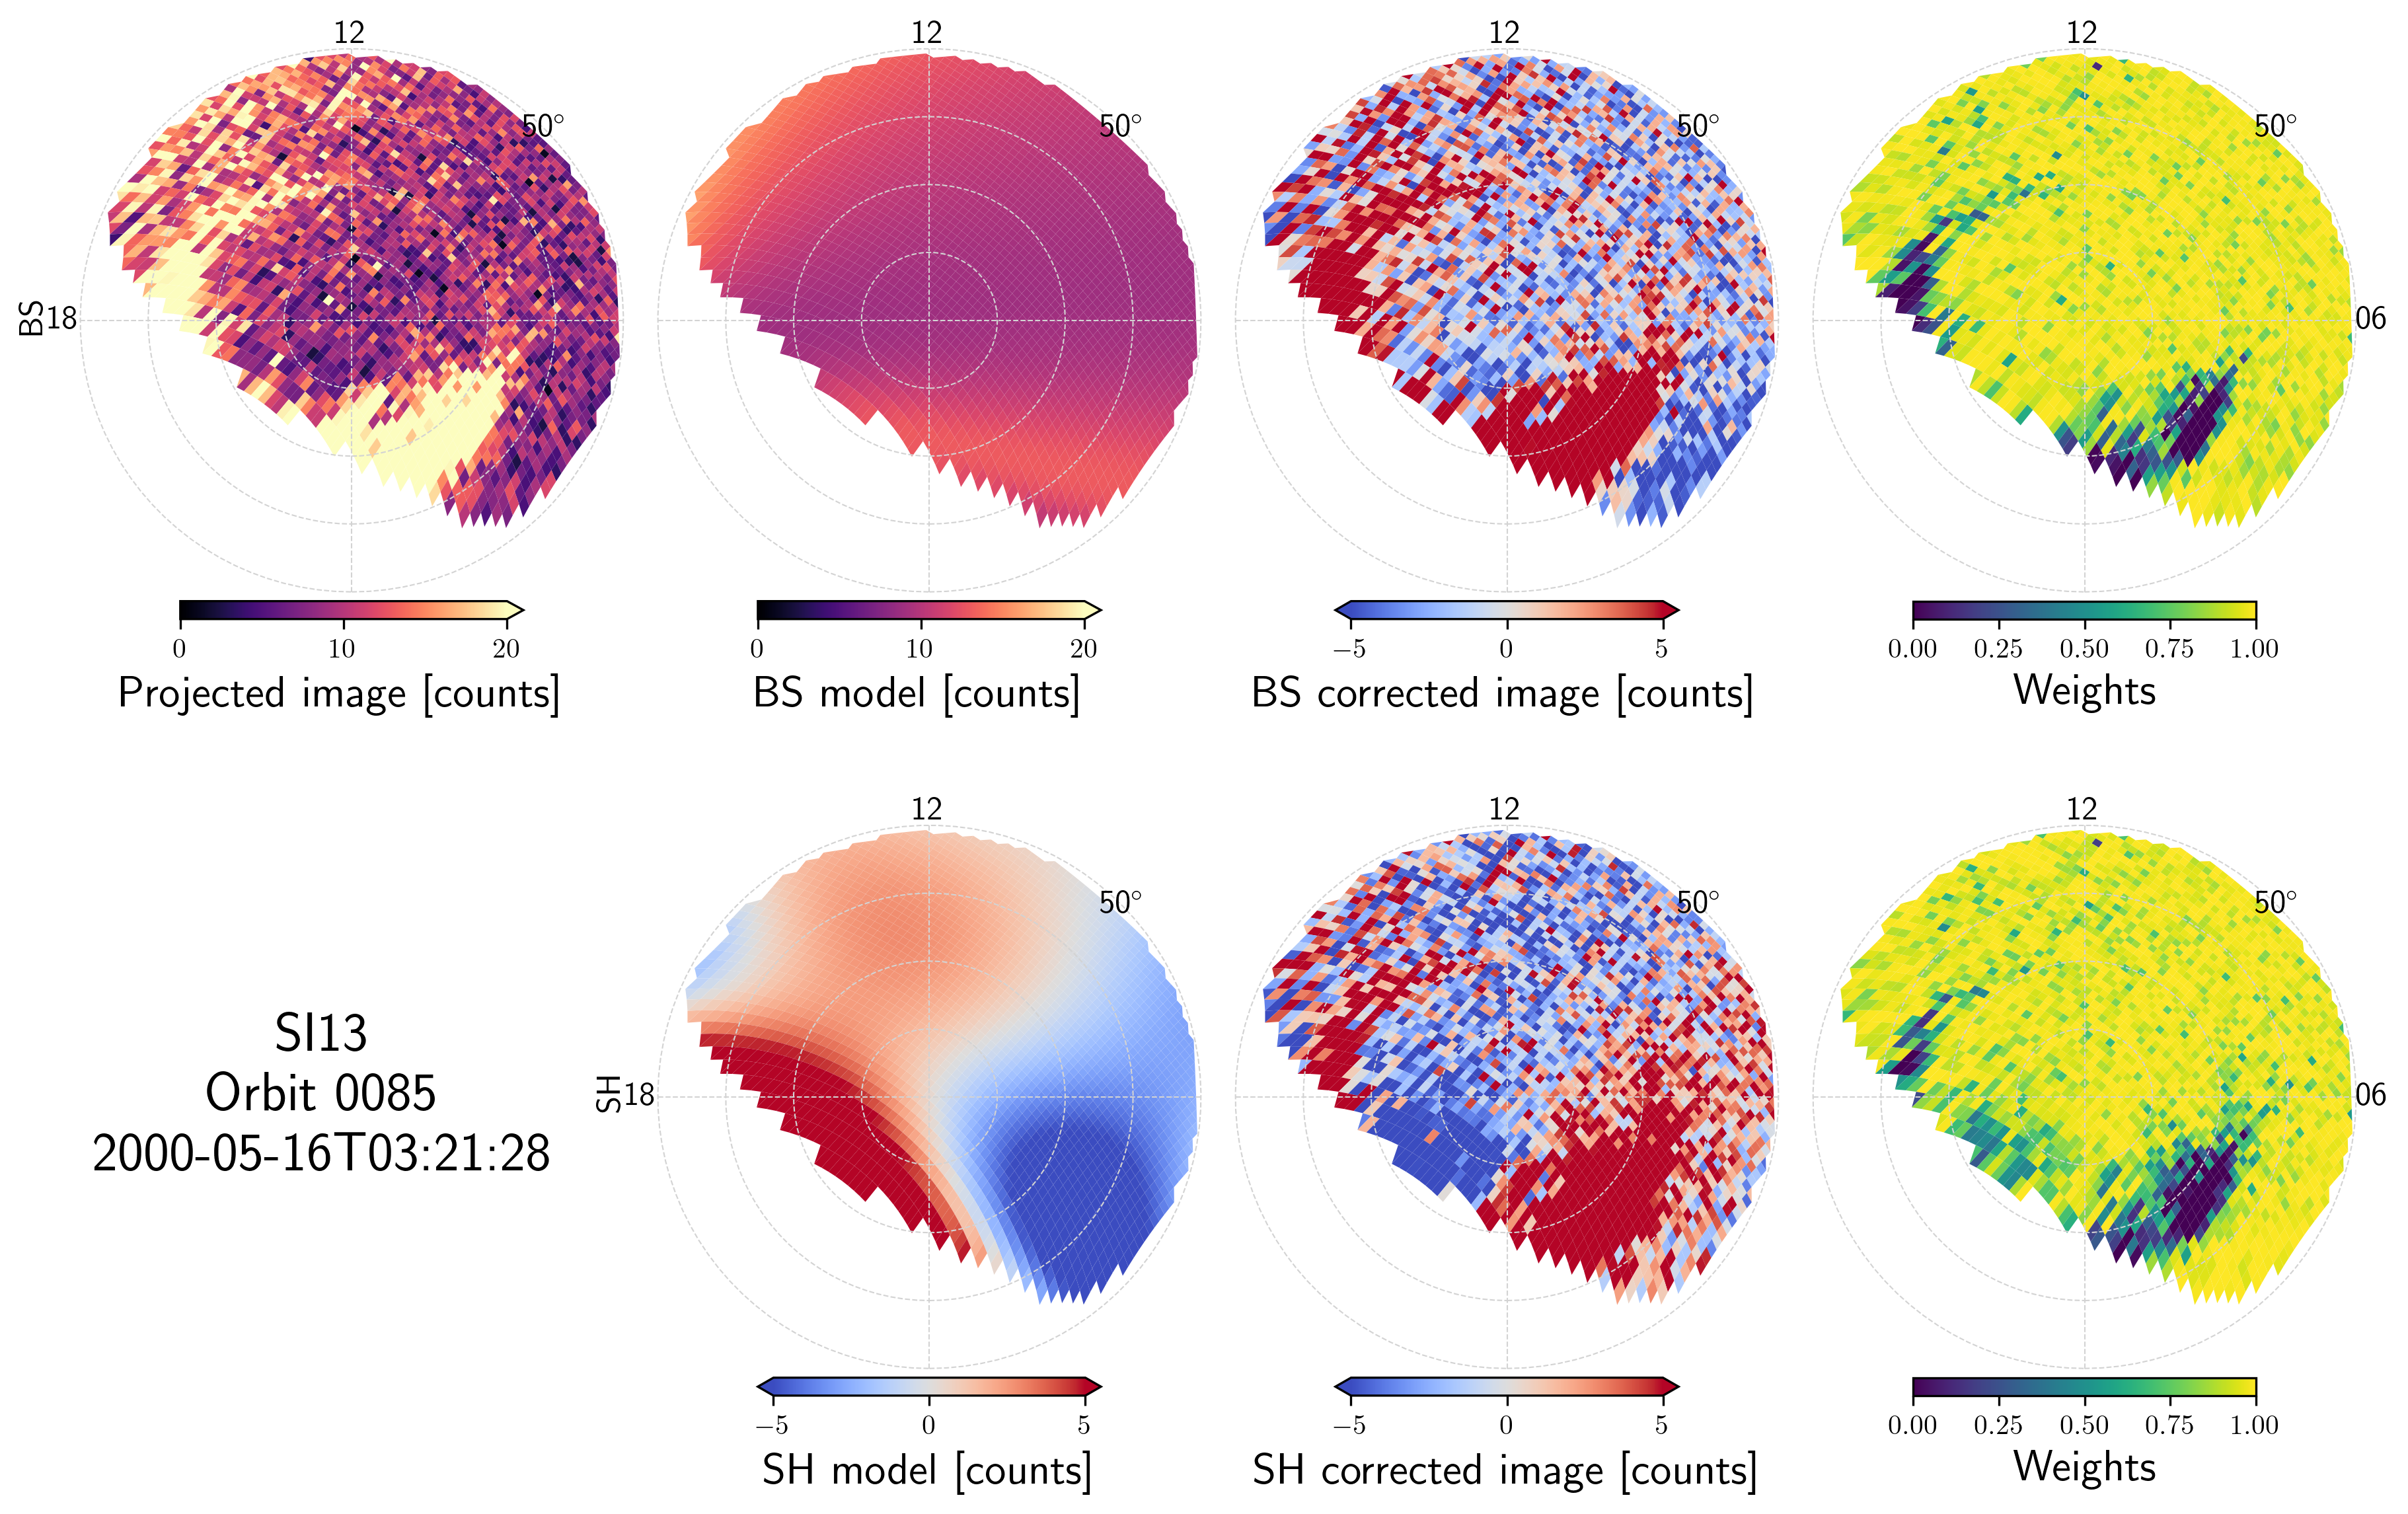 12 12 12 12
50° 50° 50° 50°
BS 18 06
0 10 20 0 10 20 −5 0 5 0.00 0.25 0.50 0.75 1.00
Projected image [counts] BS model [counts] BS corrected image [counts] Weights
12 12 12
50° 50° 50°
SI13
Orbit 0085
2000-05-16T03:21:28
SH 18 06
−5 0 5 −5 0 5 0.00 0.25 0.50 0.75 1.00
SH model [counts] SH corrected image [counts] Weights